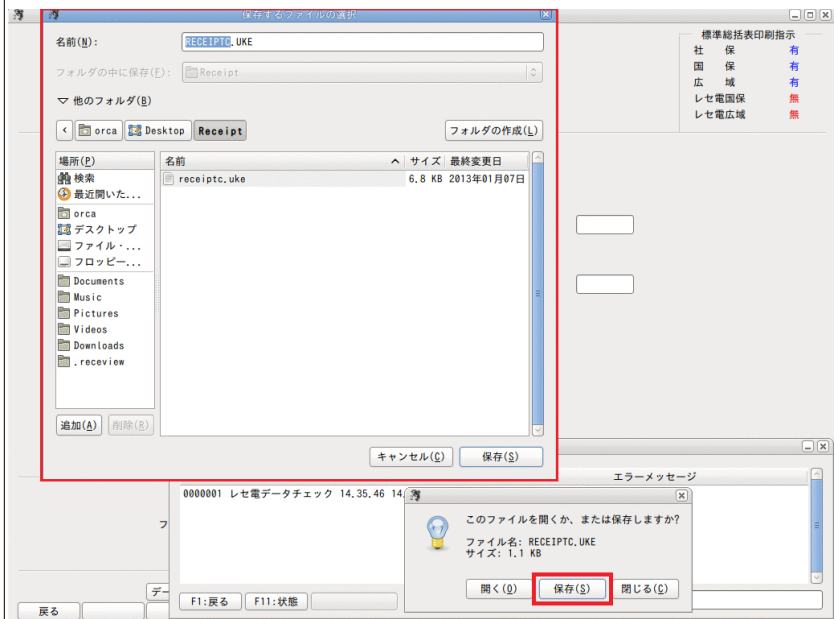 保存するファイルの選択
名前(N): RECEIPTC.UKE
フォルダの中に保存(F): Receipt
他のフォルダ(B)
orca Desktop Receipt フォルダの作成(L)
場所(P)
検索
最近開いた...
orca
デスクトップ
ファイル・...
フロッピー...
Documents
Music
Pictures
Videos
Downloads
.receview
名前 サイズ 最終変更日
receiptc.uke 6.8 KB 2013年01月07日
追加(A) 削除(R)
キャンセル(C) 保存(S)
標準総括表印刷指示
社 保 有
国 保 有
広 域 有
レセ電国保 無
レセ電広域 無
エラーメッセージ
0000001 レセ電データチェック 14.35.46 14.
このファイルを開くか、または保存しますか?
ファイル名: RECEIPTC.UKE
サイズ: 1.1 KB
開く(O) 保存(S) 閉じる(C)
フ
デー
F1:戻る F11:状態
戻る